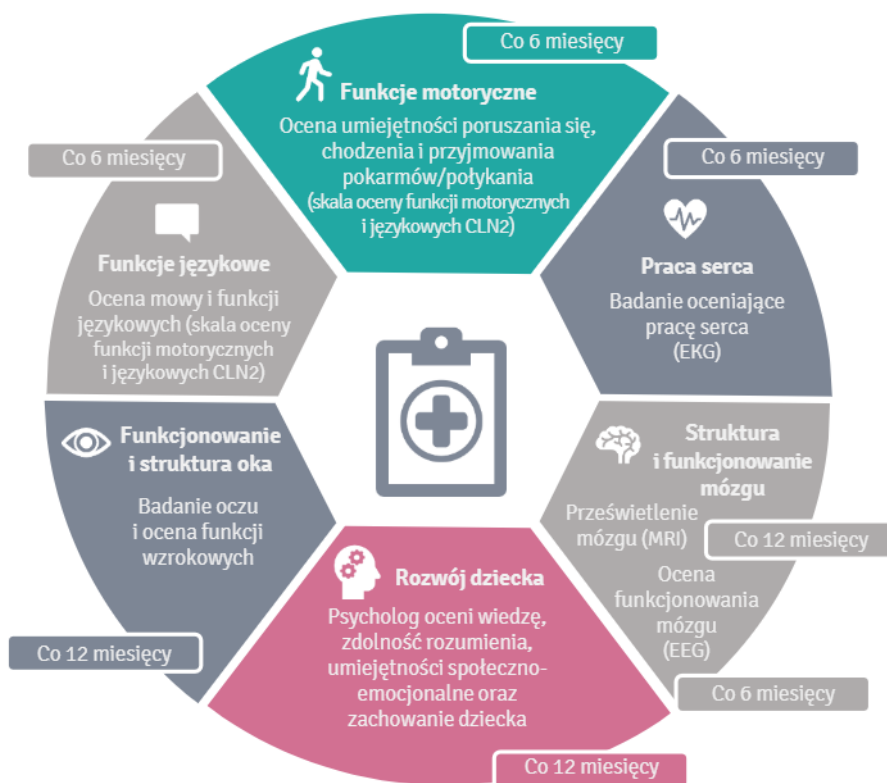 Co 6 miesięcy
Funkcje motoryczne
Ocena umiejętności poruszania się,
chodzenia i przyjmowania
pokarmów/połykania
(skala oceny funkcji motorycznych
i językowych CLN2)
Co 6 miesięcy
Praca serca
Badanie oceniające
pracę serca
(EKG)
Struktura
i funkcjonowanie
mózgu
Prześwietlenie
mózgu (MRI)
Co 12 miesięcy
Ocena
funkcjonowania
mózgu
(EEG)
Co 6 miesięcy
Rozwój dziecka
Psycholog oceni wiedzę,
zdolność rozumienia,
umiejętności społeczno-
emocjonalne oraz
zachowanie dziecka
Co 12 miesięcy
Funkcjonowanie
i struktura oka
Badanie oczu
i ocena funkcji
wzrokowych
Co 12 miesięcy
Co 6 miesięcy
Funkcje językowe
Ocena mowy i funkcji
językowych (skala oceny
funkcji motorycznych
i językowych CLN2)